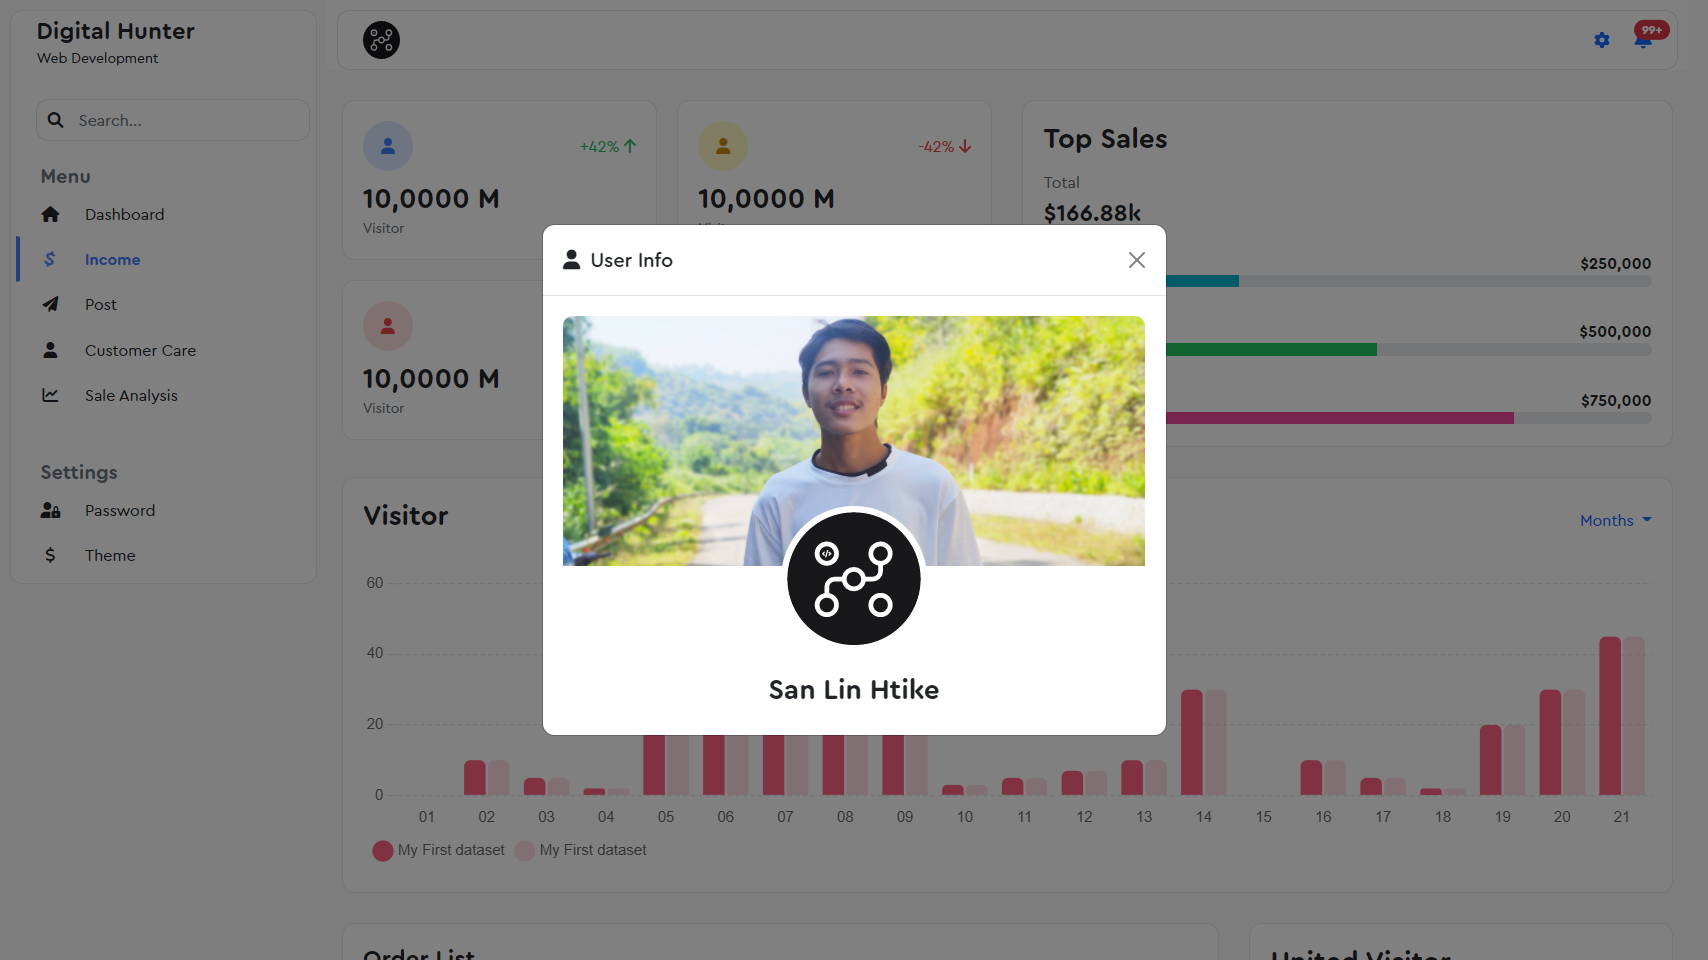 Digital Hunter
Web Development
Search...
Menu
Dashboard
Income
Post
Customer Care
Sale Analysis
Settings
Password
Theme
99+
+42%
10,0000 M
Visitor
-42%
10,0000 M
10,0000 M
Visitor
Top Sales
Total
$166.88k
$250,000
$500,000
$750,000
User Info
</>
San Lin Htike
Visitor
Months
60
40
20
0
01 02 03 04 05 06 07 08 09 10 11 12 13 14 15 16 17 18 19 20 21
My First dataset My First dataset
Order List
United Visitor